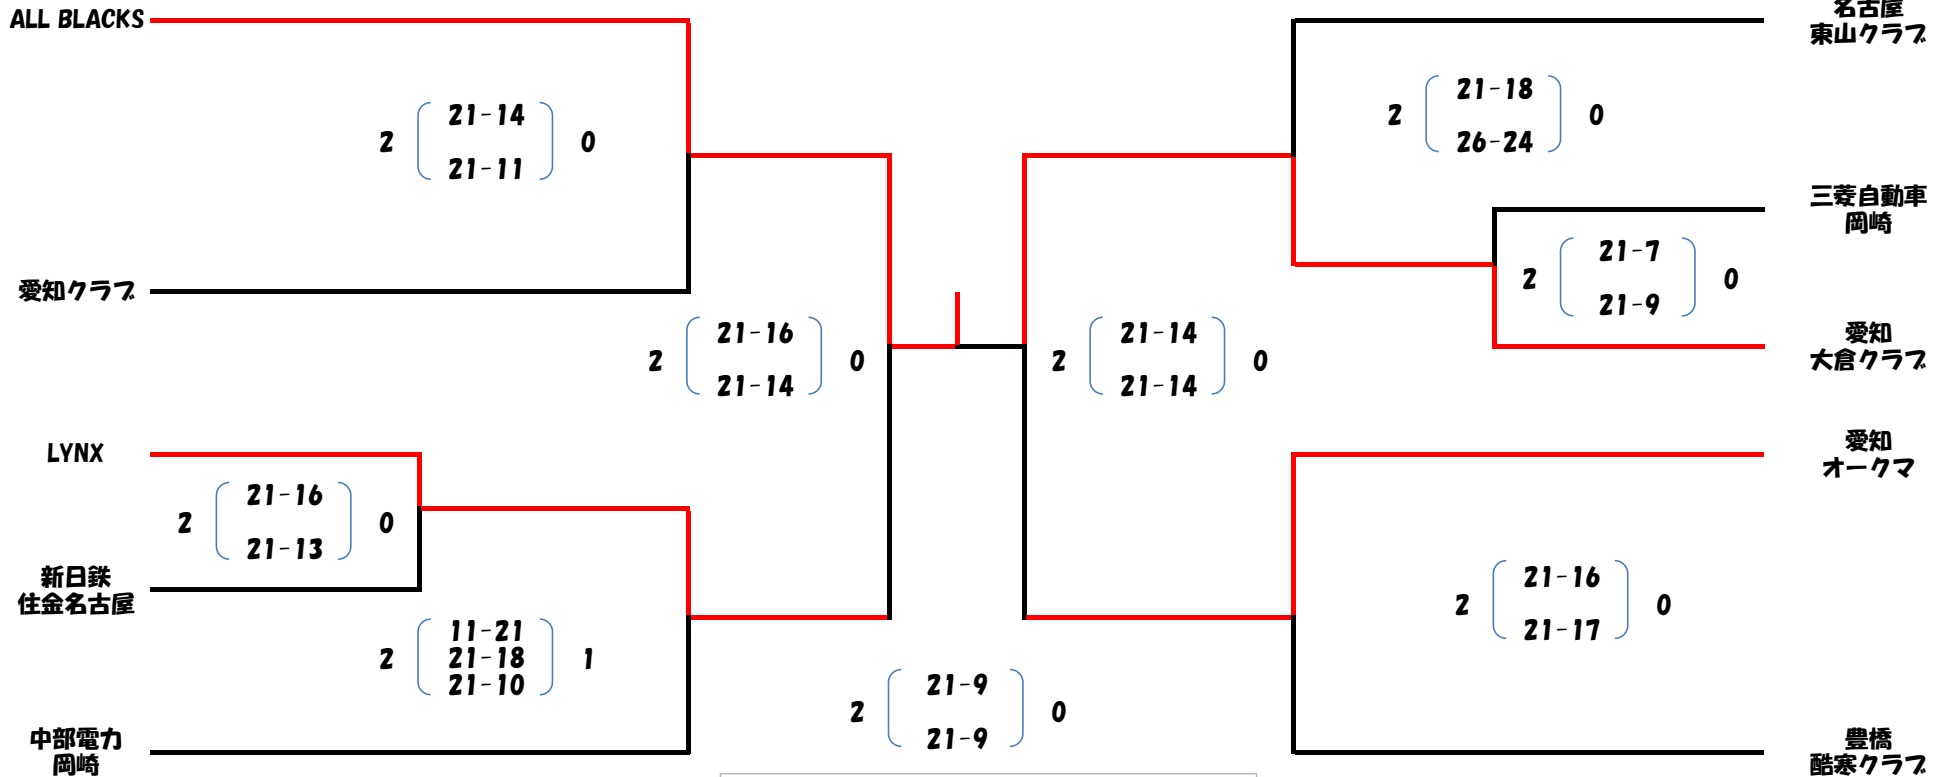 ALL BLACKS
2
21-14
21-11
0
愛知クラブ
LYNX
2
21-16
21-13
0
新日鉄
住金名古屋
2
11-21
21-18
21-10
1
中部電力
岡崎
2
21-16
21-14
0
2
21-9
21-9
0
2
21-14
21-14
0
名古屋
東山クラブ
2
21-18
26-24
0
三菱自動車
岡崎
2
21-7
21-9
0
愛知
大倉クラブ
愛知
オークマ
2
21-16
21-17
0
豊橋
酷寒クラブ